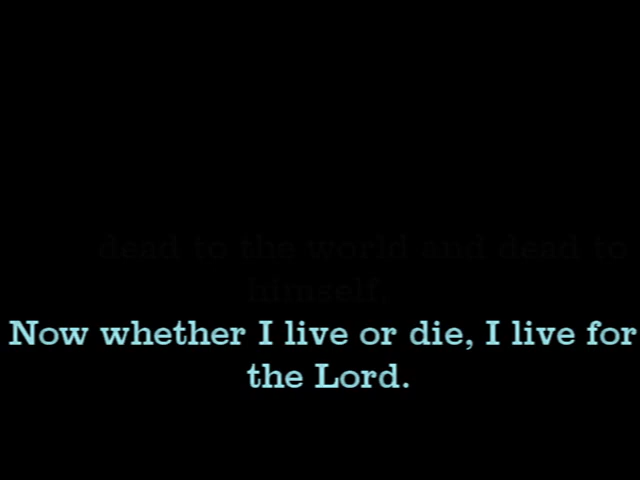 dead to the world and dead to
himself.
Now whether I live or die, I live for
the Lord.